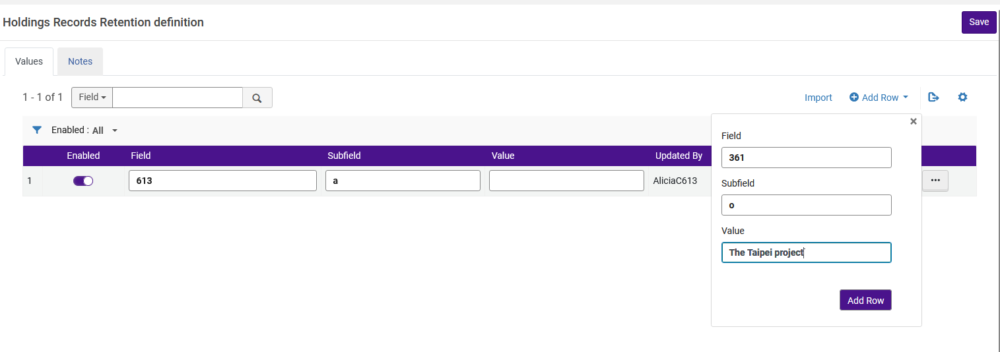 Holdings Records Retention definition
Save
Values
Notes
1 - 1 of 1
Field
Import
Add Row
Enabled : All
Enabled
Field
Subfield
Value
Updated By
1
613
a
AliciaC613
Field
361
Subfield
o
Value
The Taipei project
Add Row